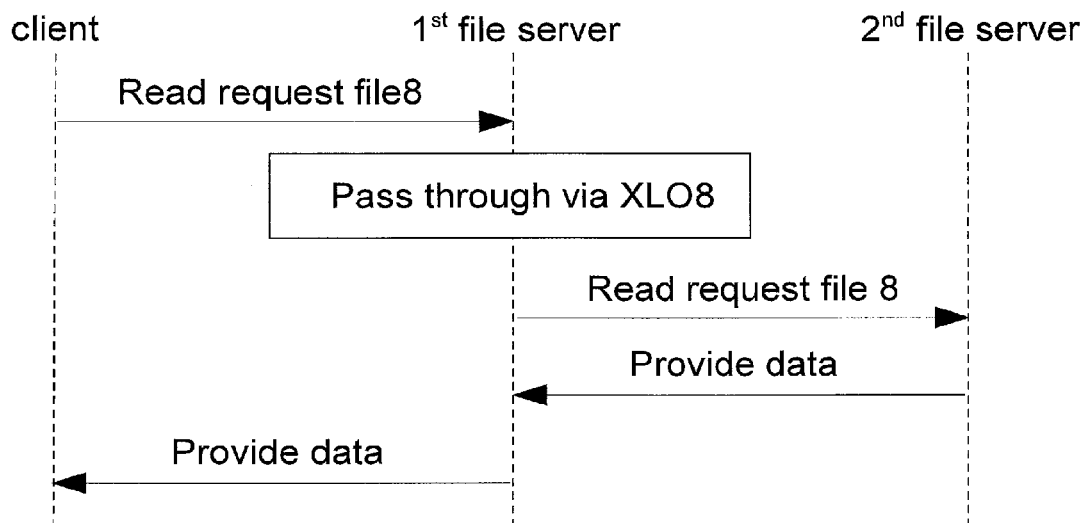 client
1st file server
2nd file server
Read request file8
Pass through via XLO8
Read request file 8
Provide data
Provide data